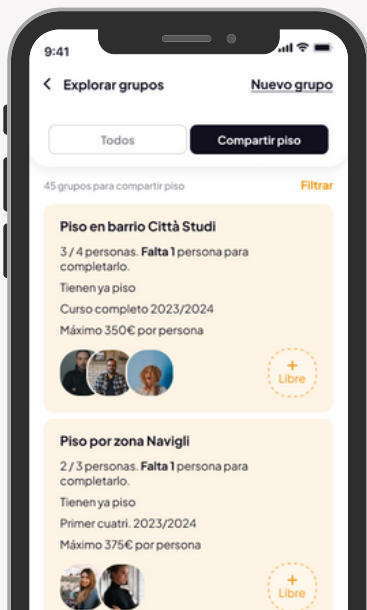 9:41
Explorar grupos
Nuevo grupo
Todos
Compartir piso
45 grupos para compartir piso
Filtrar
Piso en barrio Città Studi
3 / 4 personas. Falta 1 persona para
completarlo.
Tienen ya piso
Curso completo 2023/2024
Máximo 350€ por persona
+
Libre
Piso por zona Navigli
2 / 3 personas. Falta 1 persona para
completarlo.
Tienen ya piso
Primer cuatri. 2023/2024
Máximo 375€ por persona
+
Libre